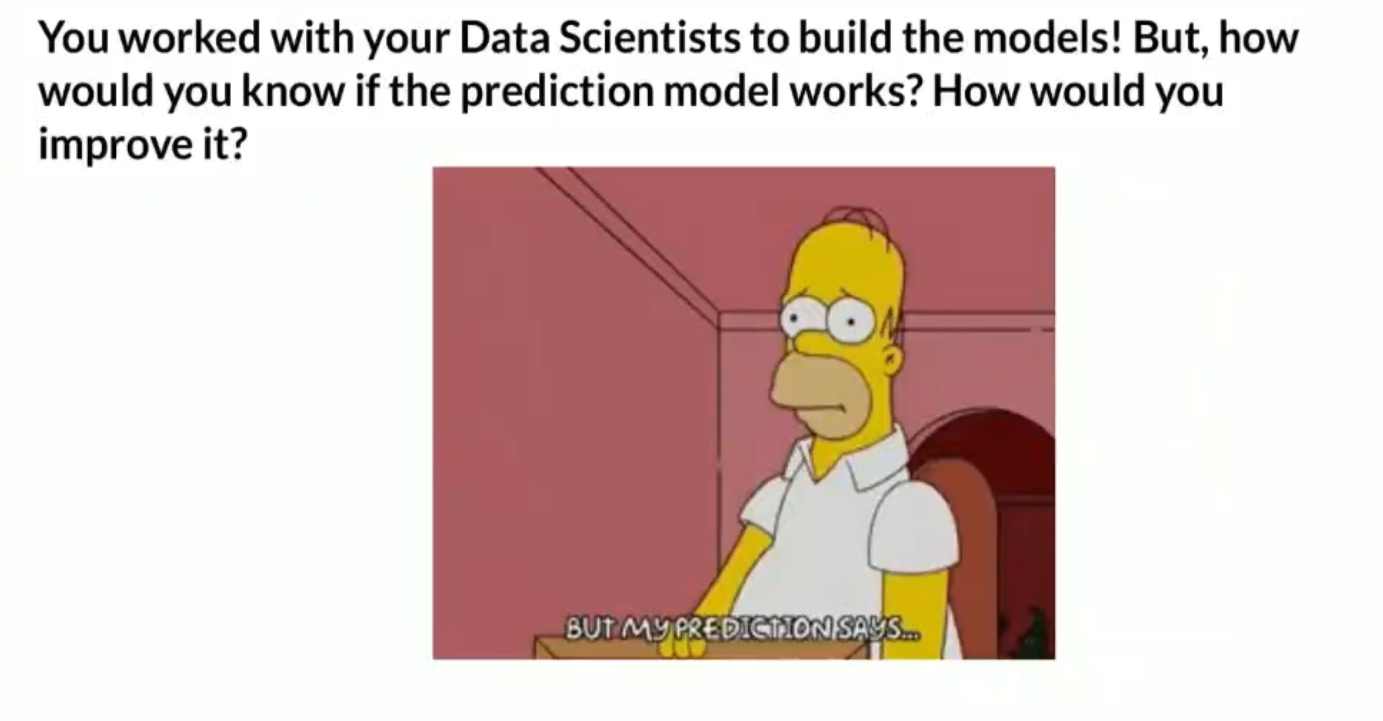 You worked with your Data Scientists to build the models! But, how
would you know if the prediction model works? How would you
improve it?
BUT MY PREDICTION SAYS...